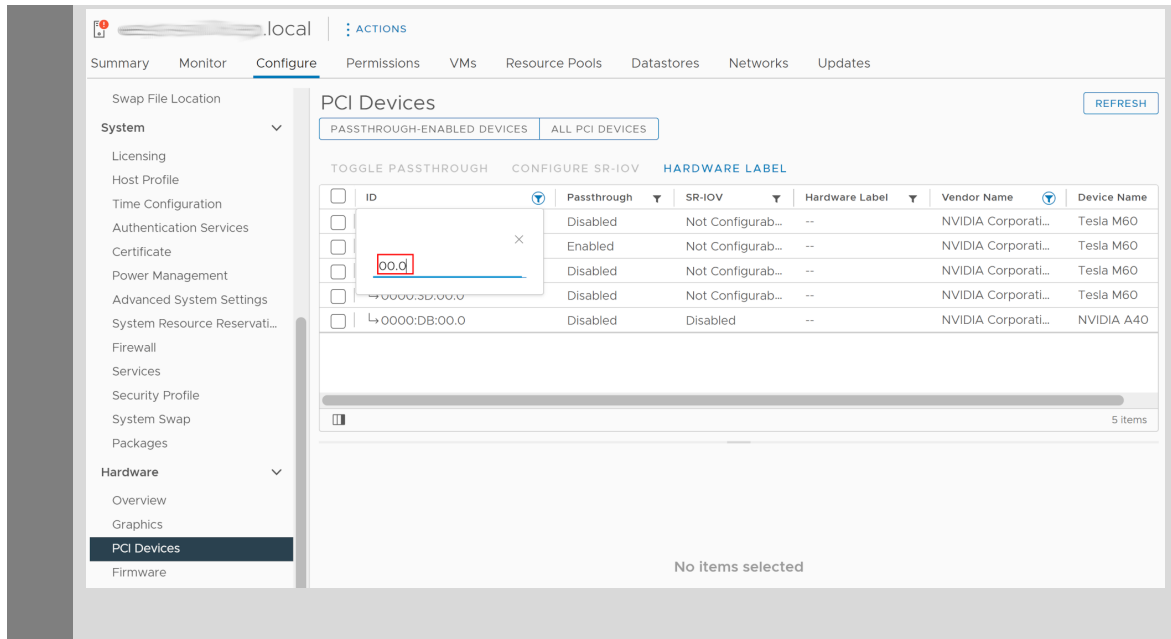 .local ACTIONS
Summary Monitor Configure Permissions VMs Resource Pools Datastores Networks Updates
Swap File Location
System
Licensing
Host Profile
Time Configuration
Authentication Services
Certificate
Power Management
Advanced System Settings
System Resource Reservati...
Firewall
Services
Security Profile
System Swap
Packages
Hardware
Overview
Graphics
PCI Devices
Firmware
PCI Devices
REFRESH
PASSTHROUGH-ENABLED DEVICES ALL PCI DEVICES
TOGGLE PASSTHROUGH CONFIGURE SR-IOV HARDWARE LABEL
ID Passthrough SR-IOV Hardware Label Vendor Name Device Name
Disabled Not Configurab... -- NVIDIA Corporati... Tesla M60
Enabled Not Configurab... -- NVIDIA Corporati... Tesla M60
00.0
Disabled Not Configurab... -- NVIDIA Corporati... Tesla M60
Disabled Not Configurab... -- NVIDIA Corporati... Tesla M60
↳0000:DB:00.0 Disabled Disabled -- NVIDIA Corporati... NVIDIA A40
5 items
No items selected